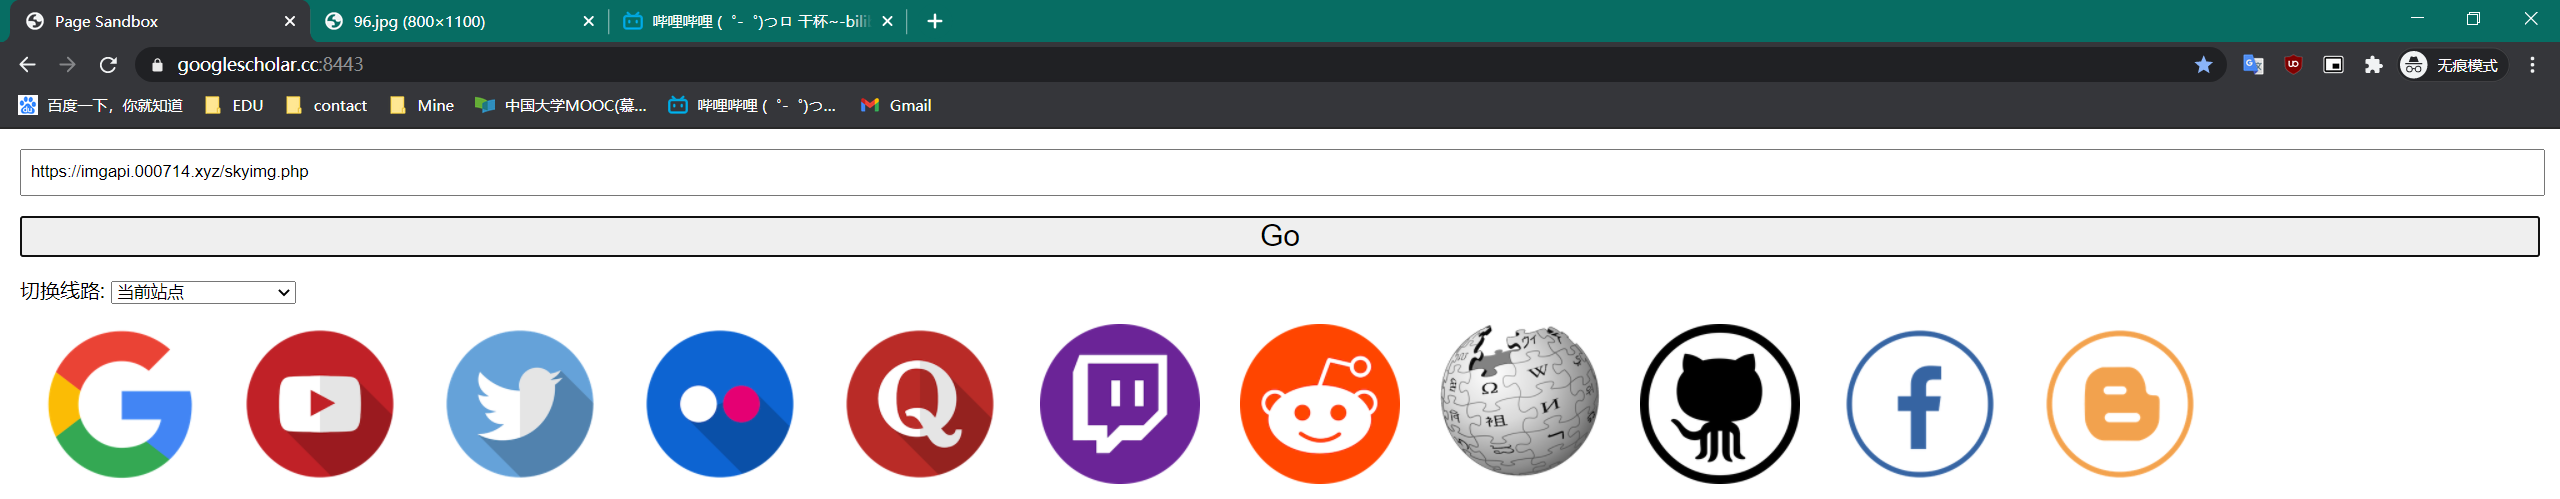 Page Sandbox
96.jpg (800×1100)
哔哩哔哩 (゜-゜)つロ 干杯~-bili
googlescholar.cc:8443
无痕模式
百度一下，你就知道
EDU
contact
Mine
中国大学MOOC(慕...
哔哩哔哩 (゜-゜)つ...
Gmail
https://imgapi.000714.xyz/skyimg.php
Go
切换线路: 当前站点